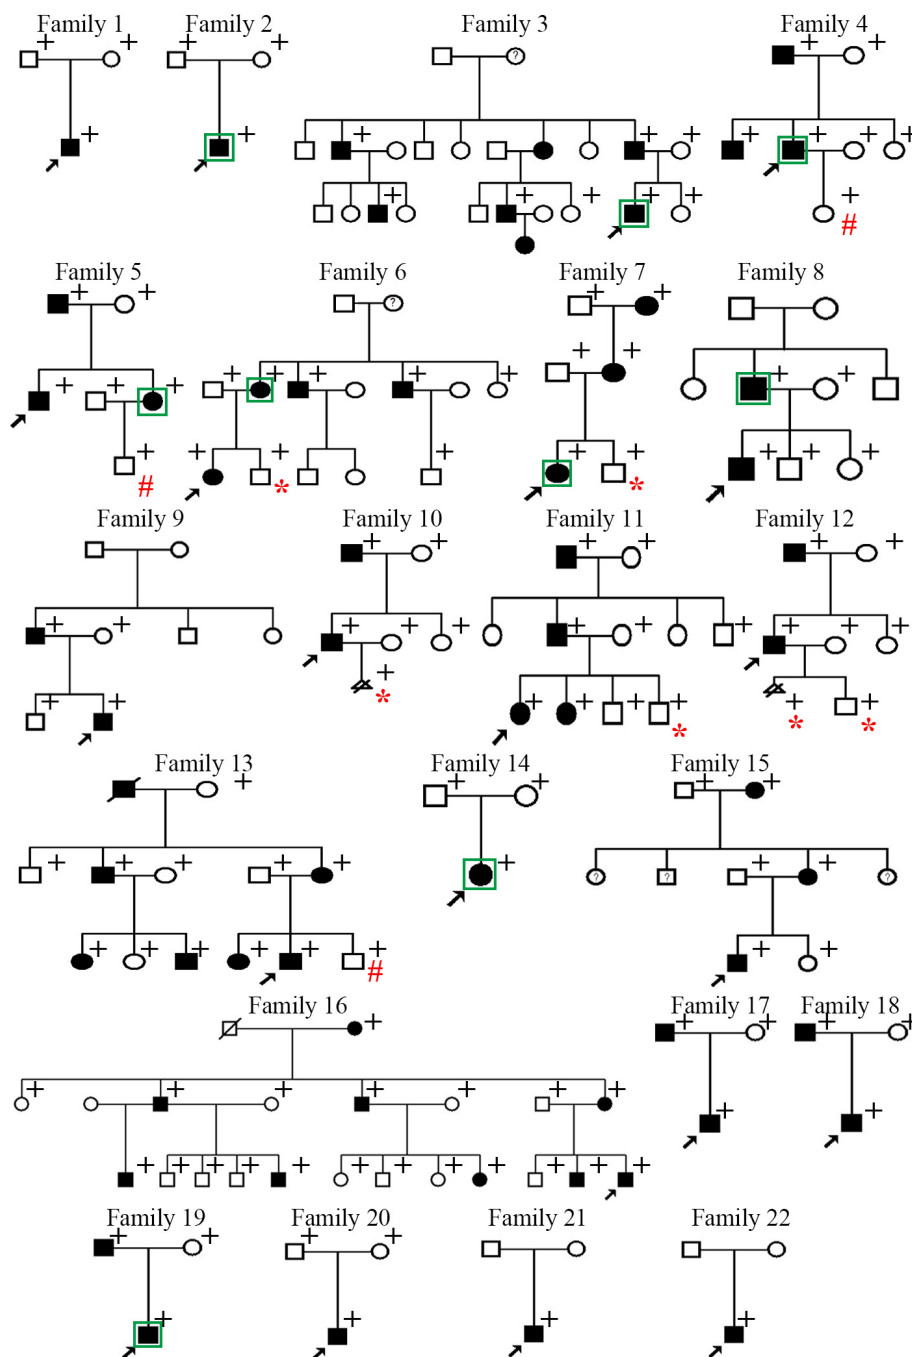 Family 1 Family 2 Family 3 Family 4
+ + + + ? + +
+ + + + + + +
+ + + + +
#
Family 5 Family 6 Family 7 Family 8
+ + ? + +
+ + + + + + + + +
+ + + + + + + + + +
# * *
Family 9 Family 10 Family 11 Family 12
+ + + + + +
+ + + + + + + + + + +
+ + + + + + + + +
* * * *
Family 13 Family 14 Family 15
+ + + + +
+ + + + + + ? ? + + ?
+ + + + + + + +
#
Family 16 Family 17 Family 18
+ + + + +
+ + + + + + + + +
+ + + + + + + + + + + +
Family 19 Family 20 Family 21 Family 22
+ + + +
+ + + +